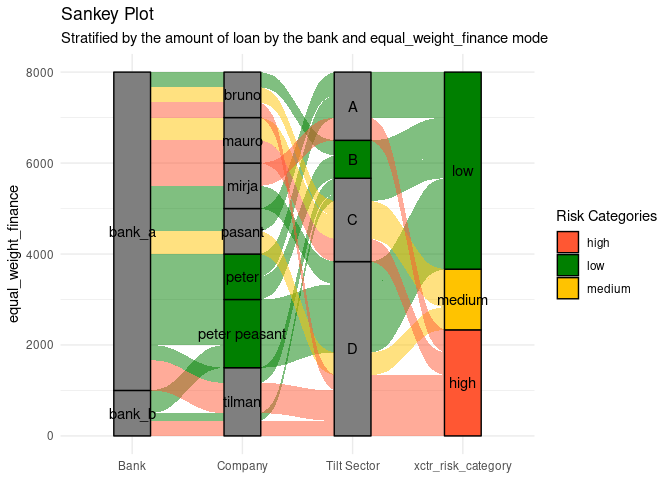 Sankey Plot
Stratified by the amount of loan by the bank and equal_weight_finance mode
equal_weight_finance
8000
6000
4000
2000
0
bank_a
bank_b
bruno
mauro
mirja
pasant
peter
peter peasant
tilman
A
B
C
D
low
medium
high
Bank
Company
Tilt Sector
xctr_risk_category
Risk Categories
high
low
medium